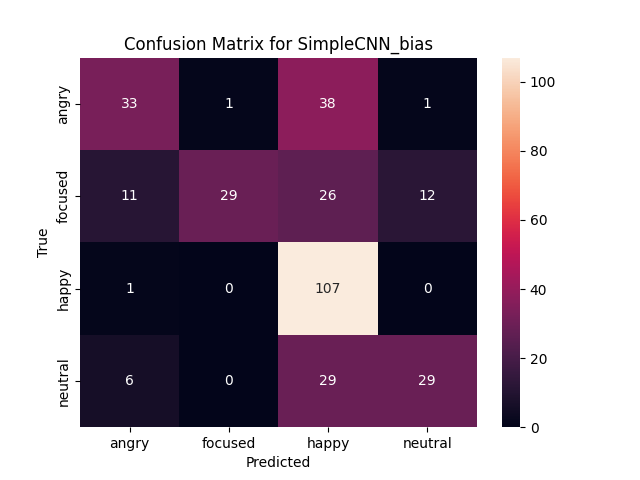 Confusion Matrix for SimpleCNN_bias
True
angry 33 1 38 1
focused 11 29 26 12
happy 1 0 107 0
neutral 6 0 29 29
angry focused happy neutral
Predicted
100
80
60
40
20
0